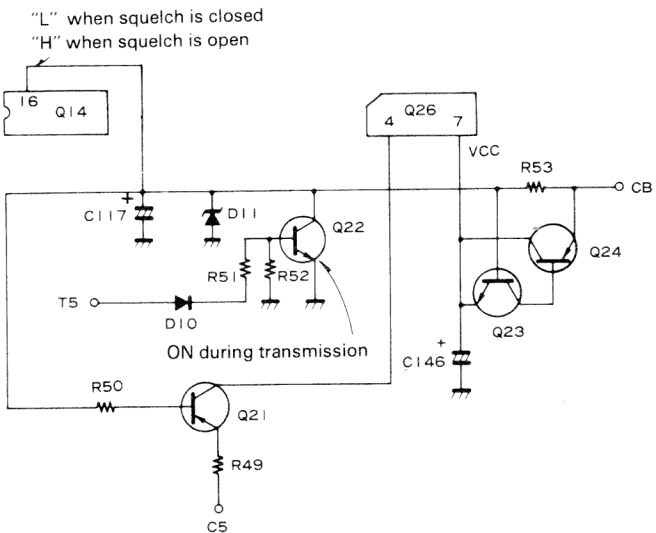 “L” when squelch is closed
“H” when squelch is open
16
Q14
Q26
4
7
VCC
R53
CB
C117
D11
Q22
Q24
R51
R52
T5
D10
Q23
ON during transmission
C146
R50
Q21
R49
C5